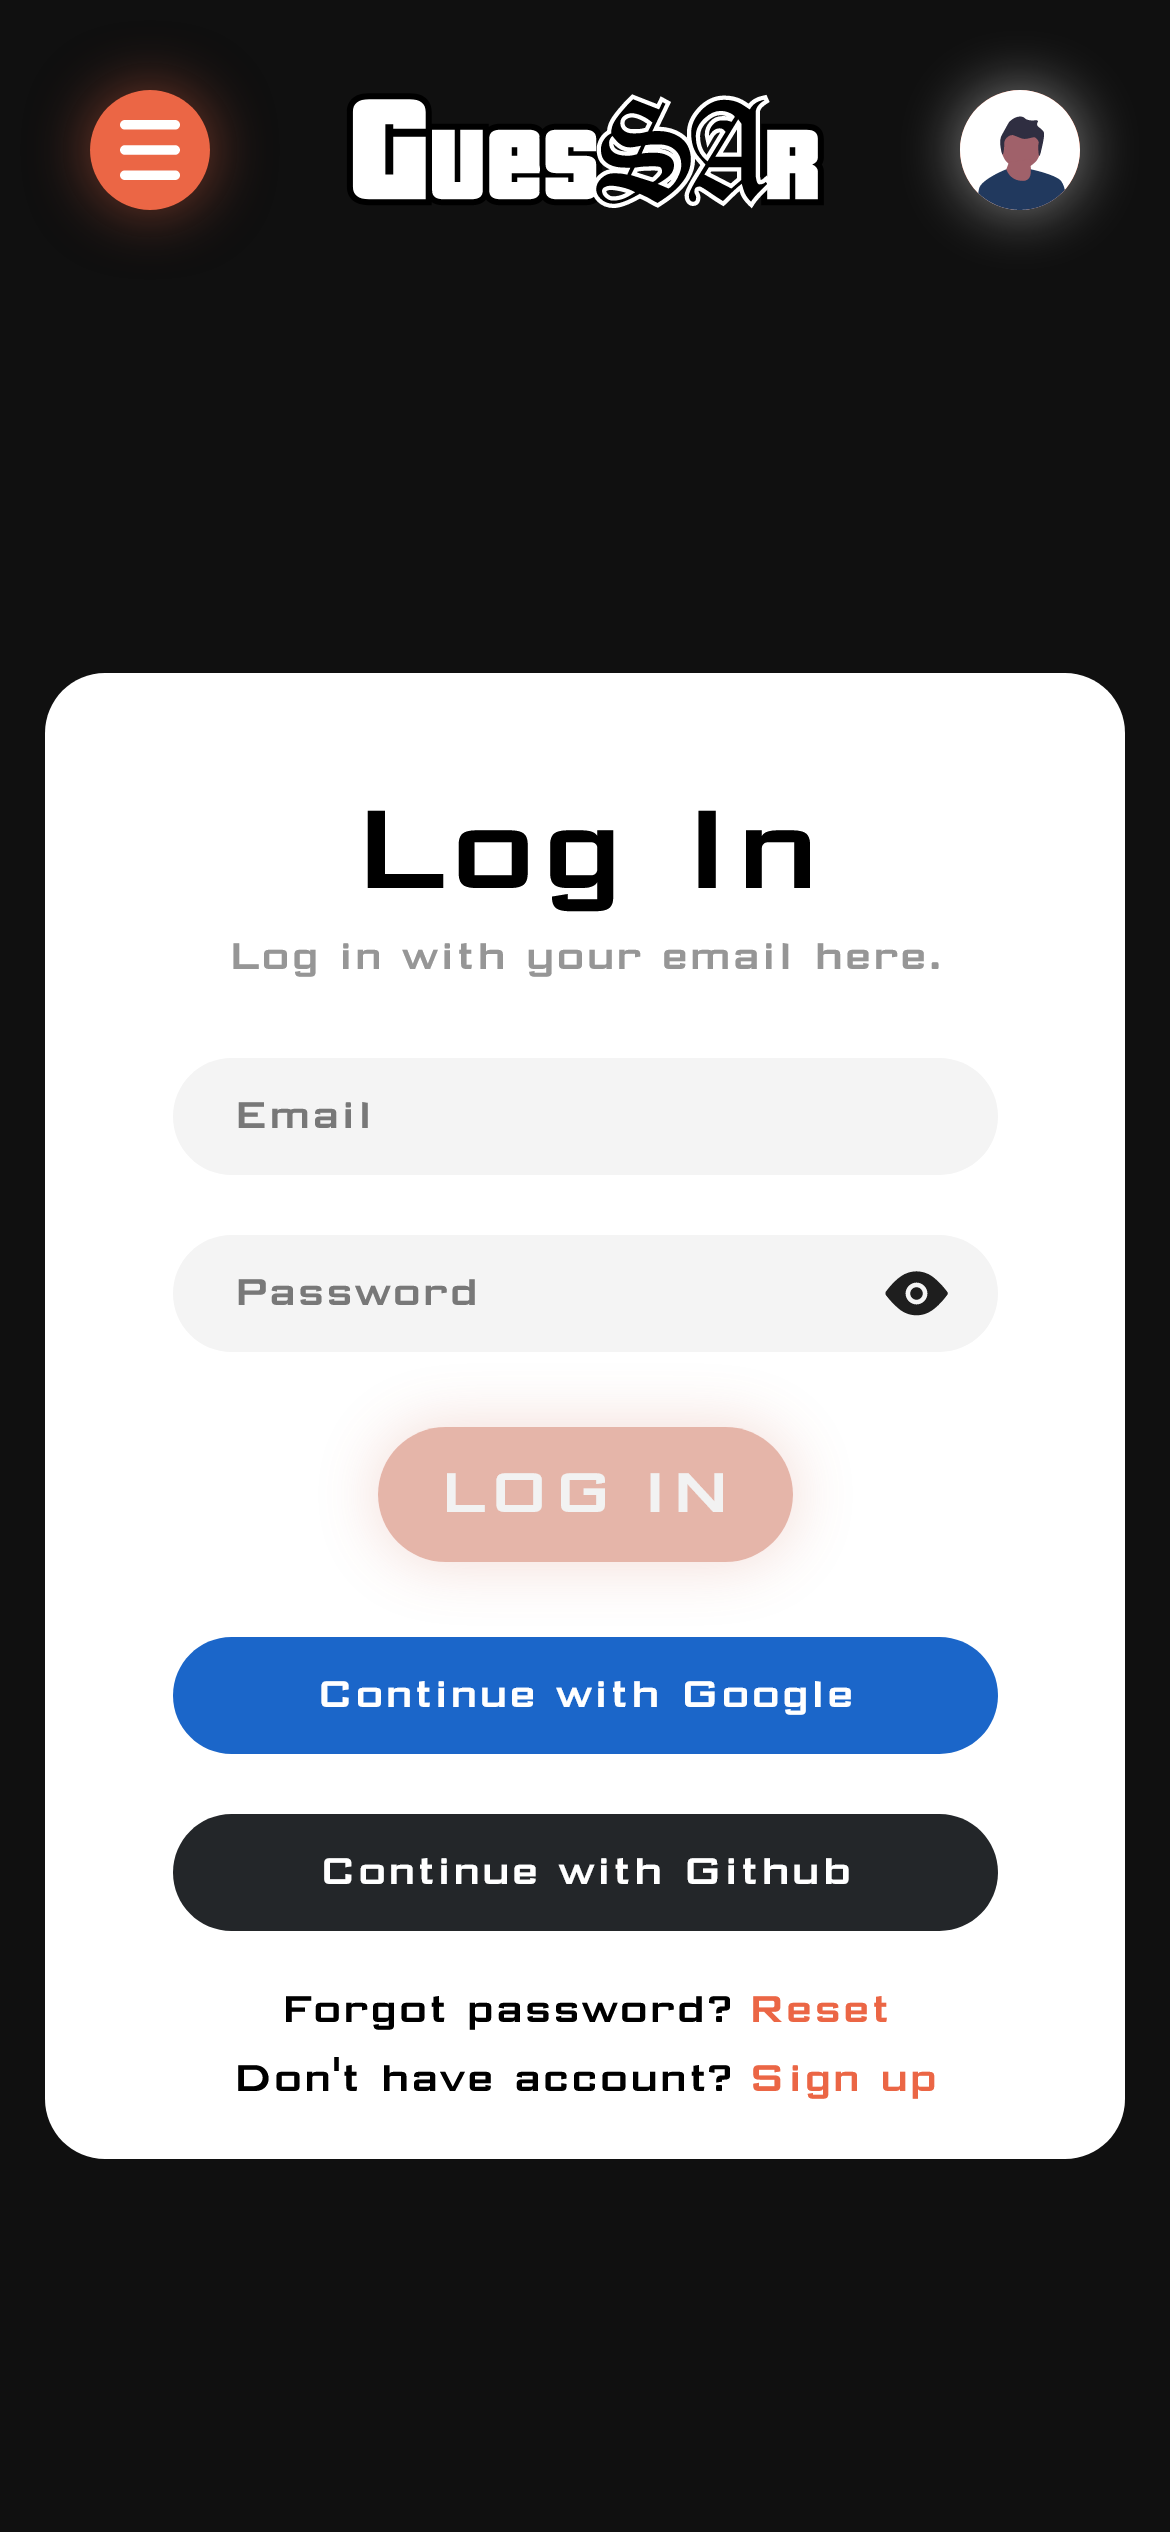 GuesSAr
Log In
Log in with your email here.
Email
Password
LOG IN
Continue with Google
Continue with Github
Forgot password? Reset
Don't have account? Sign up